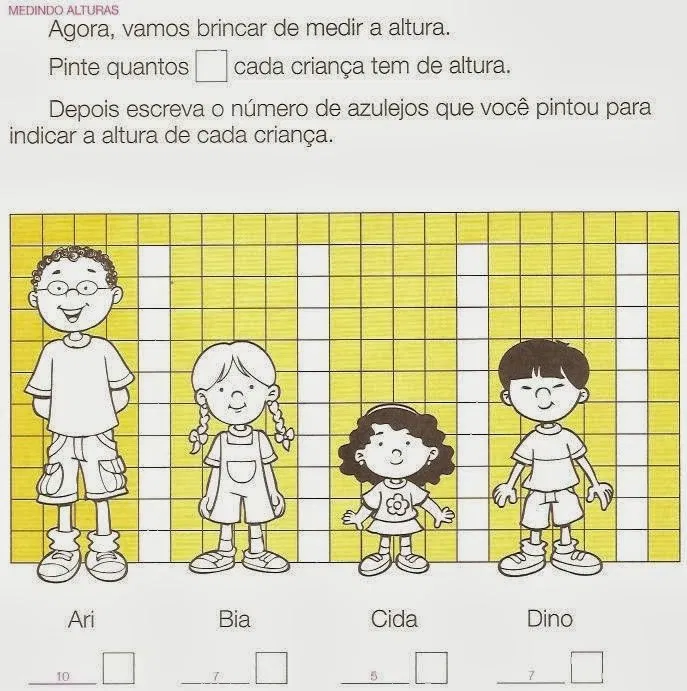 MEDINDO ALTURAS
Agora, vamos brincar de medir a altura.
Pinte quantos cada criança tem de altura.
Depois escreva o número de azulejos que você pintou para
indicar a altura de cada criança.
Ari Bia Cida Dino
10 7 5 7